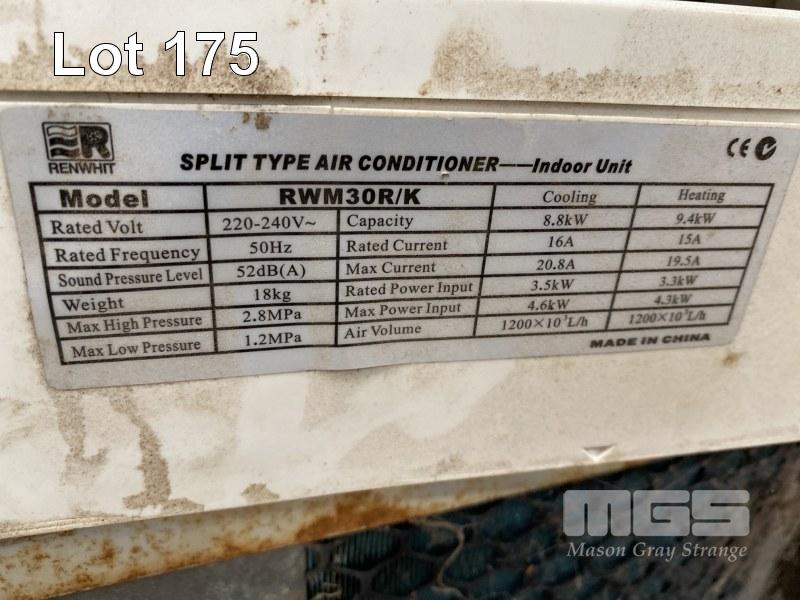 Lot 175
RENWHIT
SPLIT TYPE AIR CONDITIONER——Indoor Unit
CE
Model RWM30R/K Cooling Heating
Rated Volt 220-240V~ Capacity 8.8kW 9.4kW
Rated Frequency 50Hz Rated Current 16A 15A
Sound Pressure Level 52dB(A) Max Current 20.8A 19.5A
Weight 18kg Rated Power Input 3.5kW 3.3kW
Max High Pressure 2.8MPa Max Power Input 4.6kW 4.3kW
Max Low Pressure 1.2MPa Air Volume 1200×10³L/h 1200×10³L/h
MADE IN CHINA
MGS
Mason Gray Strange